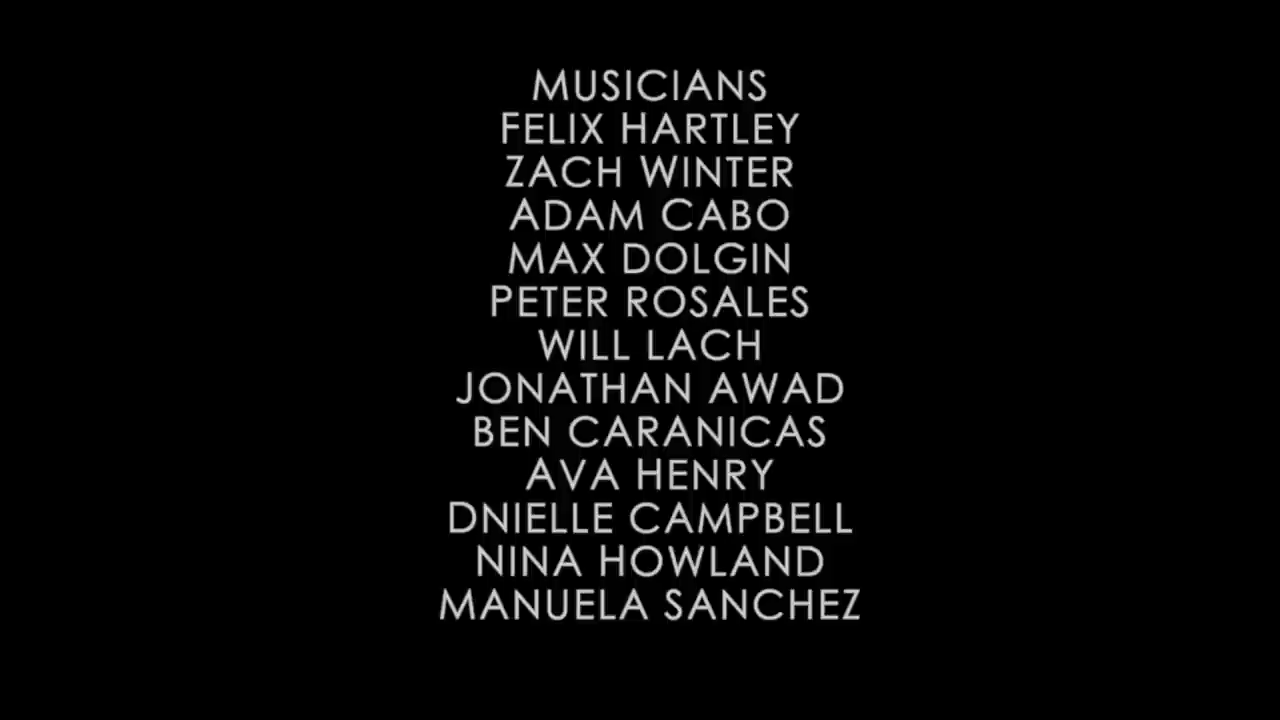 MUSICIANS
FELIX HARTLEY
ZACH WINTER
ADAM CABO
MAX DOLGIN
PETER ROSALES
WILL LACH
JONATHAN AWAD
BEN CARANICAS
AVA HENRY
DNIELLE CAMPBELL
NINA HOWLAND
MANUELA SANCHEZ